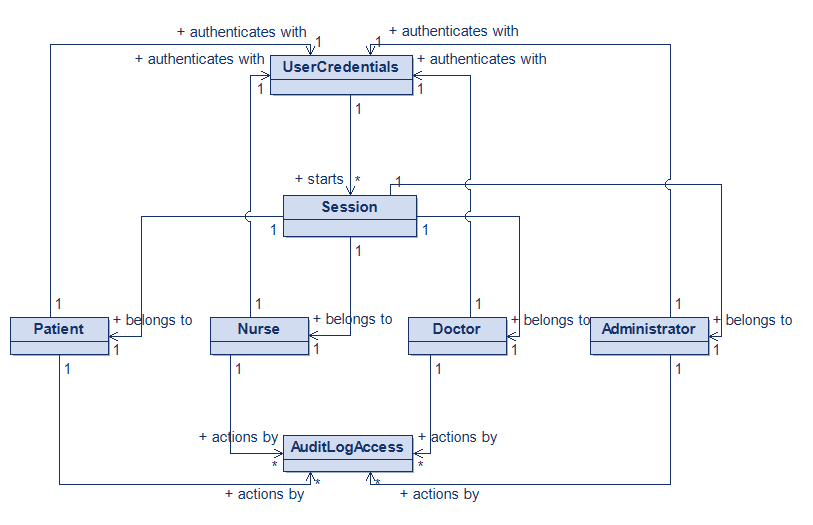 + authenticates with
+ authenticates with
1
1
+ authenticates with
+ authenticates with
UserCredentials
1
1
1
+ starts
*
1
Session
1
1
1
1
1
1
1
+ belongs to
+ belongs to
+ belongs to
+ belongs to
Patient
Nurse
Doctor
Administrator
1
1
1
1
1
1
1
1
+ actions by
+ actions by
AuditLogAccess
*
*
*
*
+ actions by
+ actions by